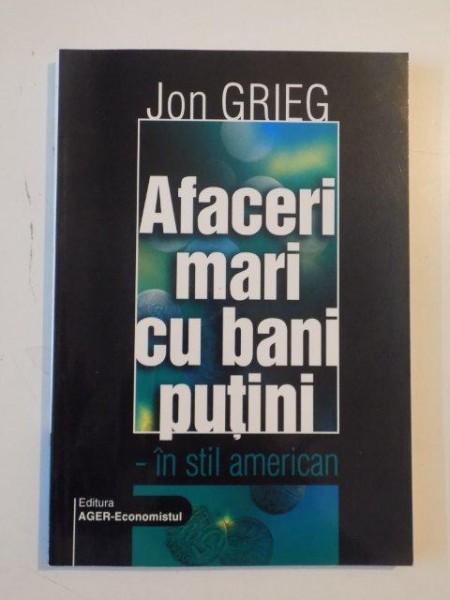 Jon GRIEG
Afaceri
mari
cu bani
puțini
- în stil american
Editura
AGER-Economistul